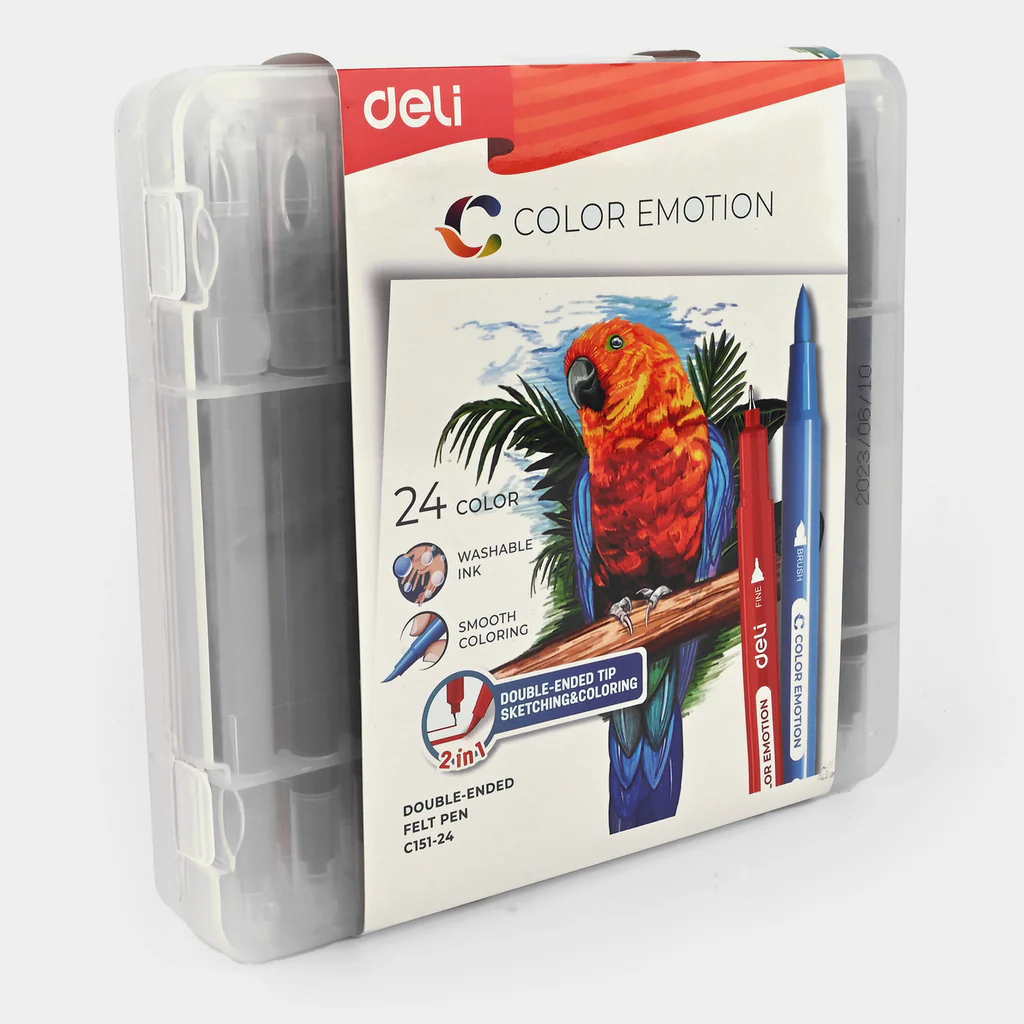 deli
COLOR EMOTION
24 COLOR
WASHABLE
INK
SMOOTH
COLORING
DOUBLE-ENDED TIP
SKETCHING&COLORING
2 in 1
DOUBLE-ENDED
FELT PEN
C151-24
FINE
deli
OR EMOTION
BRUSH
COLOR EMOTION
2023/06/10